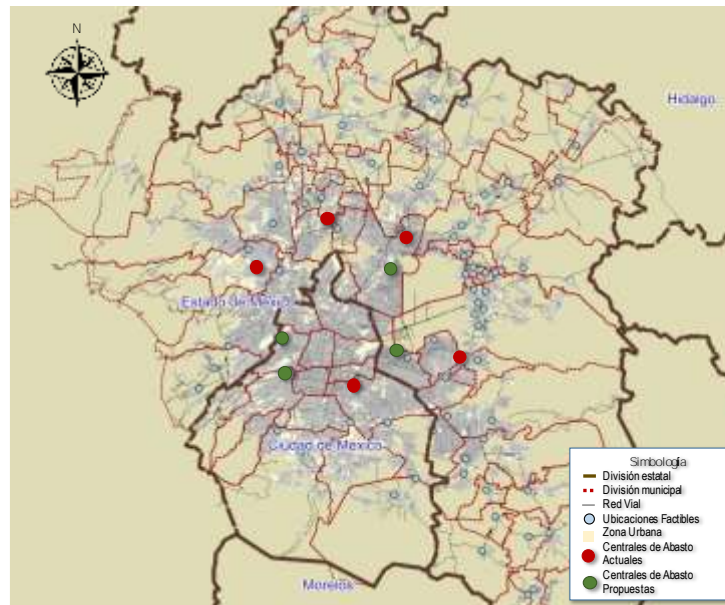 N
Hidalgo
Estado de México
Ciudad de México
Morelos
Simbología
División estatal
División municipal
Red Vial
Ubicaciones Factibles
Zona Urbana
Centrales de Abasto
Actuales
Centrales de Abasto
Propuestas